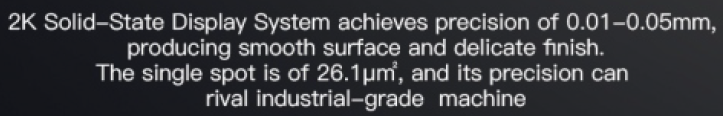 2K Solid–State Display System achieves precision of 0.01–0.05mm,
producing smooth surface and delicate finish.
The single spot is of 26.1μm², and its precision can
rival industrial–grade machine